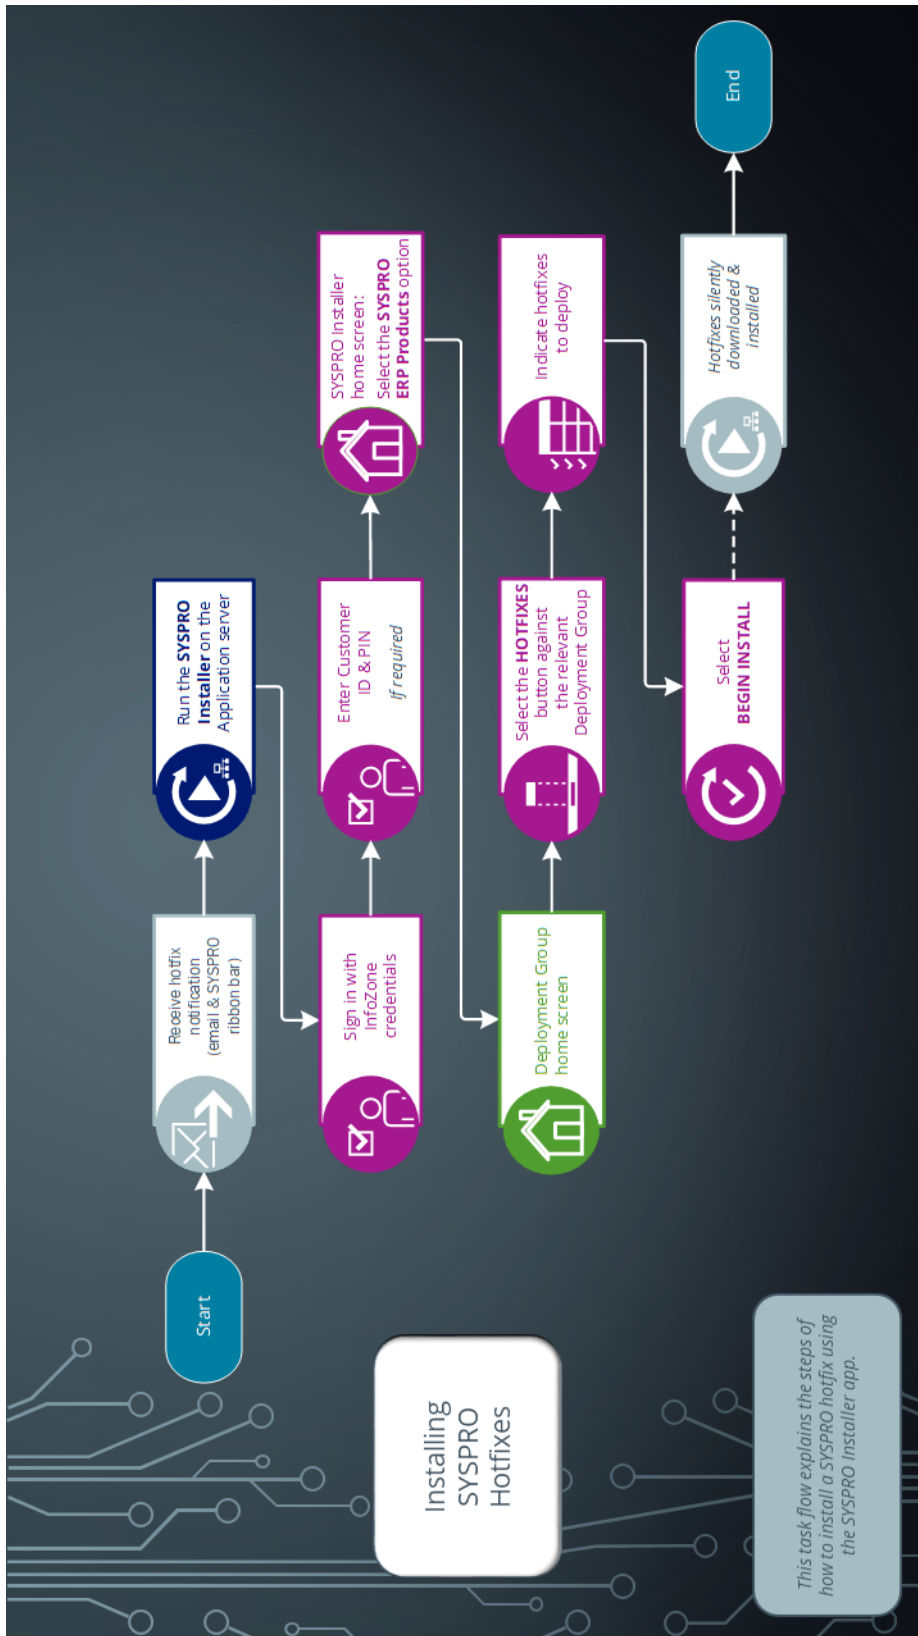 Installing
SYSPRO
Hotfixes
This task flow explains the steps of
how to install a SYSPRO hotfix using
the SYSPRO Installer app.
Start
Receive hotfix
notification
(email & SYSPRO
ribbon bar)
Run the SYSPRO
Installer on the
Application server
Sign in with
InfoZone
credentials
Enter Customer
ID & PIN
If required
SYSPRO Installer
home screen:
Select the SYSPRO
ERP Products option
Deployment Group
home screen
Select the HOTFIXES
button against
the relevant
Deployment Group
Indicate hotfixes
to deploy
Select
BEGIN INSTALL
Hotfixes silently
downloaded &
installed
End